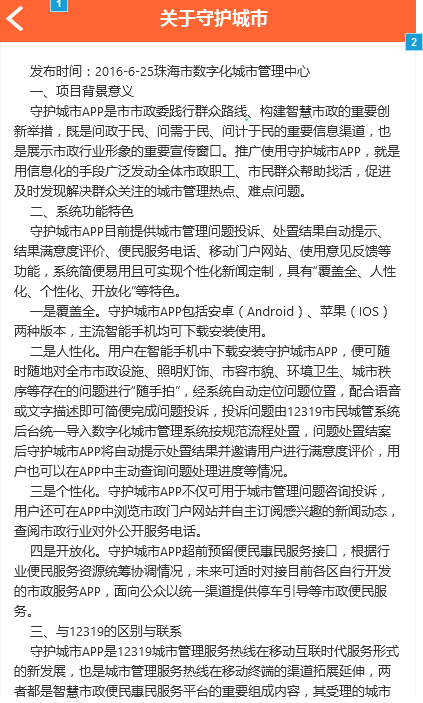 1
关于守护城市
2
发布时间：2016-6-25珠海市数字化城市管理中心
一、项目背景意义
守护城市APP是市市政委践行群众路线、构建智慧市政的重要创
新举措，既是问政于民、问需于民、问计于民的重要信息渠道，也
是展示市政行业形象的重要宣传窗口。推广使用守护城市APP，就是
用信息化的手段广泛发动全体市政职工、市民群众帮助找活，促进
及时发现解决群众关注的城市管理热点、难点问题。
二、系统功能特色
守护城市APP目前提供城市管理问题投诉、处置结果自动提示、
结果满意度评价、便民服务电话、移动门户网站、使用意见反馈等
功能，系统简便易用且可实现个性化新闻定制，具有“覆盖全、人性
化、个性化、开放化”等特色。
一是覆盖全。守护城市APP包括安卓（Android）、苹果（IOS）
两种版本，主流智能手机均可下载安装使用。
二是人性化。用户在智能手机中下载安装守护城市APP，便可随
时随地对全市市政设施、照明灯饰、市容市貌、环境卫生、城市秩
序等存在的问题进行“随手拍”，经系统自动定位问题位置，配合语音
或文字描述即可简便完成问题投诉，投诉问题由12319市民城管系统
后台统一导入数字化城市管理系统按规范流程处置，问题处置结案
后守护城市APP将自动提示处置结果并邀请用户进行满意度评价，用
户也可以在APP中主动查询问题处理进度等情况。
三是个性化。守护城市APP不仅可用于城市管理问题咨询投诉，
用户还可在APP中浏览市政门户网站并自主订阅感兴趣的新闻动态，
查阅市政行业对外公开服务电话。
四是开放化。守护城市APP超前预留便民惠民服务接口，根据行
业便民服务资源统筹协调情况，未来可适时对接目前各区自行开发
的市政服务APP，面向公众以统一渠道提供停车引导等市政便民服
务。
三、与12319的区别与联系
守护城市APP是12319城市管理服务热线在移动互联时代服务形式
的新发展，也是城市管理服务热线在移动终端的渠道拓展延伸，两
者都是智慧市政便民惠民服务平台的重要组成内容，其受理的城市